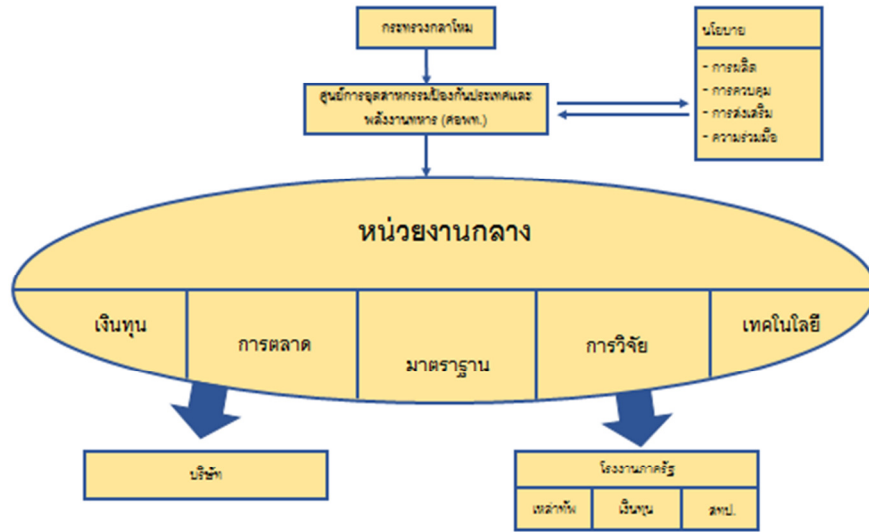 กระทรวงกลาโหม
นโยบาย
- การผลิต
- การควบคุม
- การส่งเสริม
- ความร่วมมือ
ศูนย์การอุตสาหกรรมป้องกันประเทศและ
พลังงานทหาร (ศอพท.)
หน่วยงานกลาง
เงินทุน
การตลาด
มาตราฐาน
การวิจัย
เทคโนโลยี
บริษัท
โรงงานภาครัฐ
เหล่าทัพ
เงินทุน
สทป.